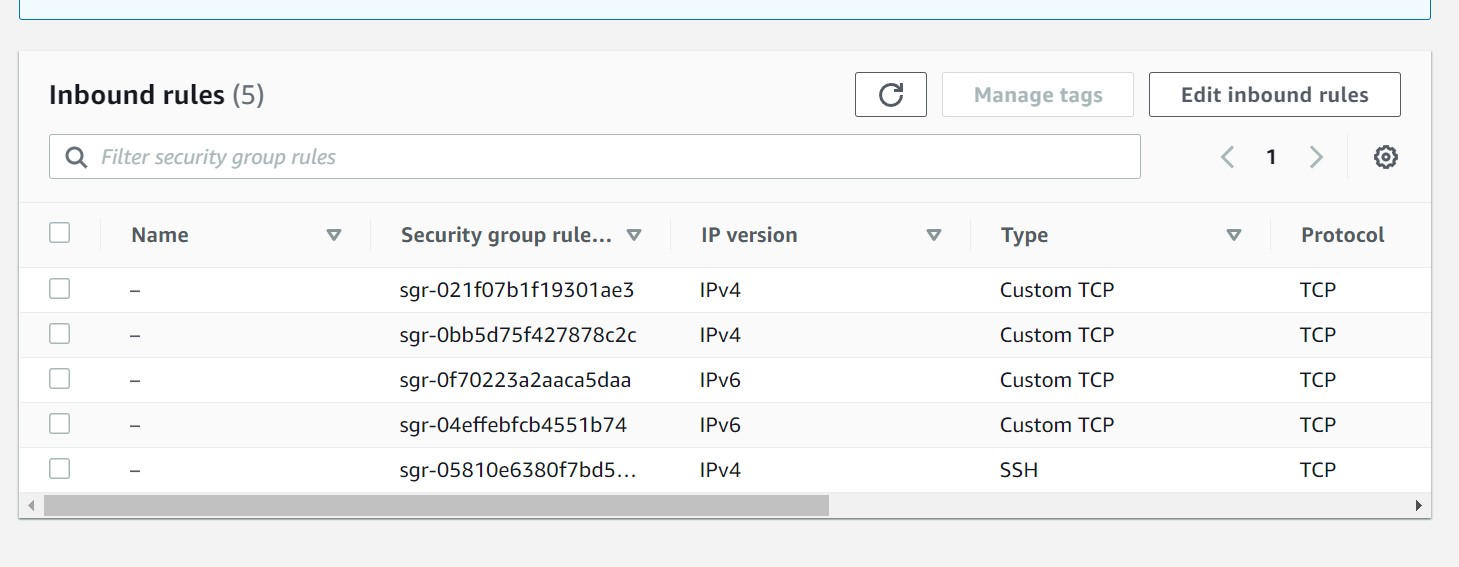 Inbound rules (5)
Manage tags
Edit inbound rules
Filter security group rules
1
Name Security group rule... IP version Type Protocol
– sgr-021f07b1f19301ae3 IPv4 Custom TCP TCP
– sgr-0bb5d75f427878c2c IPv4 Custom TCP TCP
– sgr-0f70223a2aaca5daa IPv6 Custom TCP TCP
– sgr-04effebfcb4551b74 IPv6 Custom TCP TCP
– sgr-05810e6380f7bd5... IPv4 SSH TCP